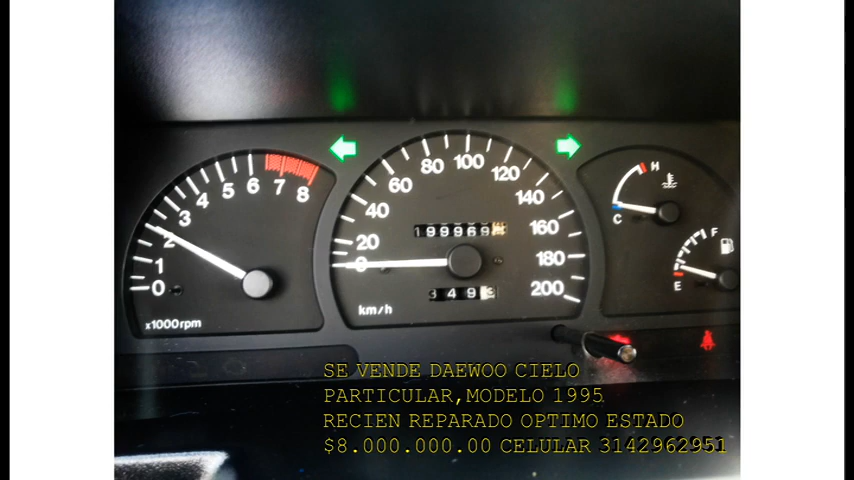 8
7
6
5
4
3
2
1
0
x1000rpm
0
20
40
60
80
100
120
140
160
180
200
km/h
199969
349
H
C
F
E
SE VENDE DAEWOO CIELO
PARTICULAR,MODELO 1995
RECIEN REPARADO OPTIMO ESTADO
$8.000.000.00 CELULAR 3142962951